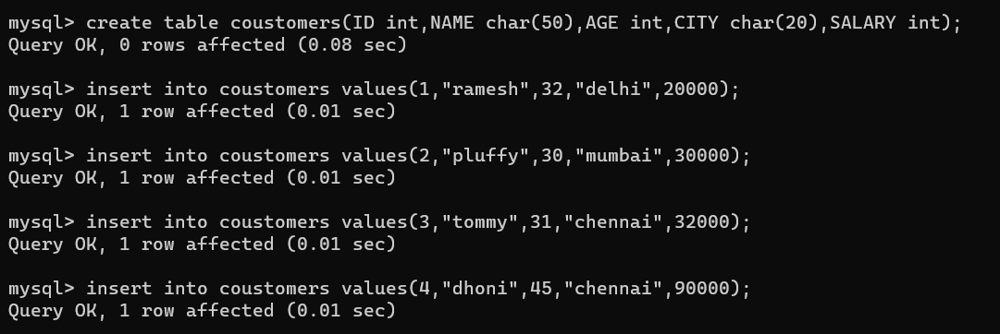 mysql> create table coustomers(ID int,NAME char(50),AGE int,CITY char(20),SALARY int);
Query OK, 0 rows affected (0.08 sec)
mysql> insert into coustomers values(1,"ramesh",32,"delhi",20000);
Query OK, 1 row affected (0.01 sec)
mysql> insert into coustomers values(2,"pluffy",30,"mumbai",30000);
Query OK, 1 row affected (0.01 sec)
mysql> insert into coustomers values(3,"tommy",31,"chennai",32000);
Query OK, 1 row affected (0.01 sec)
mysql> insert into coustomers values(4,"dhoni",45,"chennai",90000);
Query OK, 1 row affected (0.01 sec)